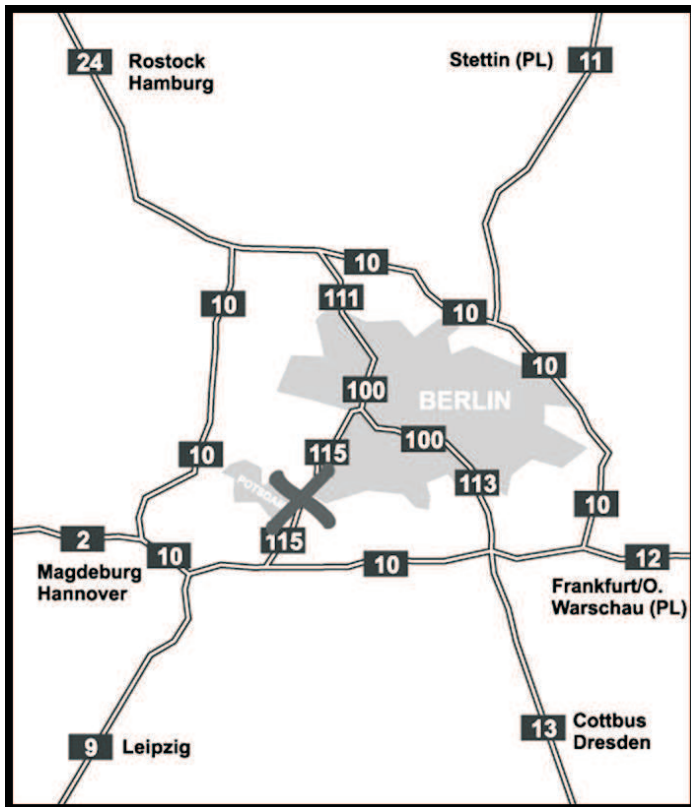 24
Rostock
Hamburg
Stettin (PL)
11
10
10
111
10
10
10
100
BERLIN
100
115
10
113
POTSDAM
10
2
115
10
10
12
Magdeburg
Hannover
Frankfurt/O.
Warschau (PL)
9
Leipzig
13
Cottbus
Dresden